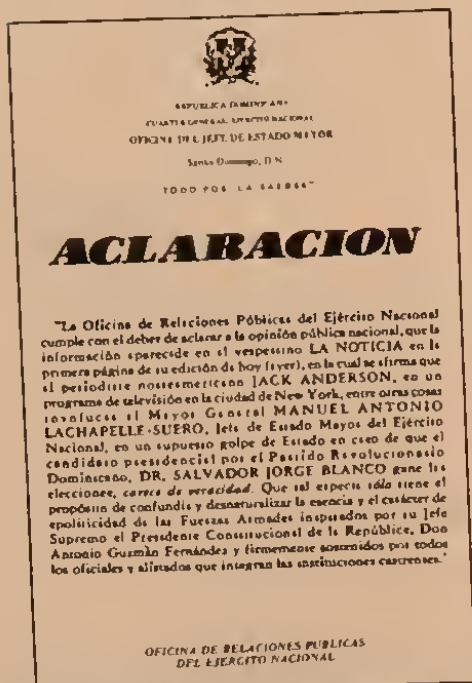 REPUBLICA DOMINICANA
CUARTEL GENERAL, EJERCITO NACIONAL
OFICINA DEL JEFE DE ESTADO MAYOR
Santo Domingo, D.N.
"TODO POR LA
ACLARACION
"La Oficina de Relaciones Públicas del Ejército Nacional
cumple con el deber de aclarar a la opinión pública nacional, que la
información aparecida en el vespertino LA NOTICIA en la
primera página de su edición de hoy (ayer), en la cual se afirma que
el periodista norteamericano JACK ANDERSON, en un
programa de televisión en la ciudad de New York, entre otras cosas
involucra al Mayor General MANUEL ANTONIO
LACHAPELLE-SUERO, Jefe de Estado Mayor del Ejército
Nacional, en un supuesto golpe de Estado en caso de que el
candidato presidencial por el Partido Revolucionario
Dominicano, DR. SALVADOR JORGE BLANCO gane las
elecciones, carece de veracidad. Que tal especie sólo tiene el
propósito de confundir y desnaturalizar la esencia y el carácter de
apoliticidad de las Fuerzas Armadas inspirados por su Jefe
Supremo el Presidente Constitucional de la República, Don
Antonio Guzmán Fernández y firmemente sostenidos por todos
los oficiales y alistados que integran las instituciones castrenses."
OFICINA DE RELACIONES PUBLICAS
DEL EJERCITO NACIONAL